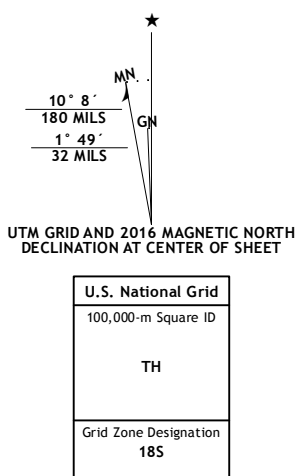 ★
MN
GN
10° 8´
180 MILS
1° 49´
32 MILS
UTM GRID AND 2016 MAGNETIC NORTH
DECLINATION AT CENTER OF SHEET
U.S. National Grid
100,000-m Square ID
TH
Grid Zone Designation
18S